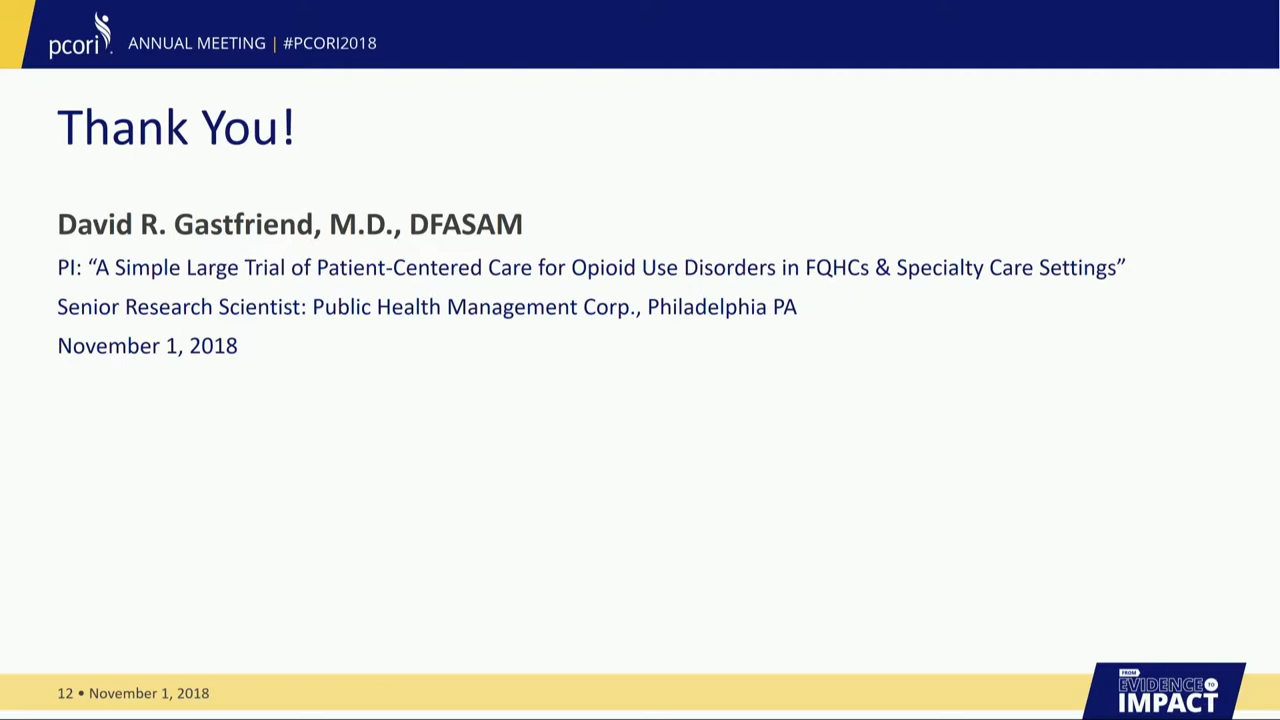 pcori
ANNUAL MEETING | #PCORI2018
Thank You!
David R. Gastfriend, M.D., DFASAM
PI: “A Simple Large Trial of Patient-Centered Care for Opioid Use Disorders in FQHCs & Specialty Care Settings”
Senior Research Scientist: Public Health Management Corp., Philadelphia PA
November 1, 2018
12 • November 1, 2018
FROM
EVIDENCE TO
IMPACT